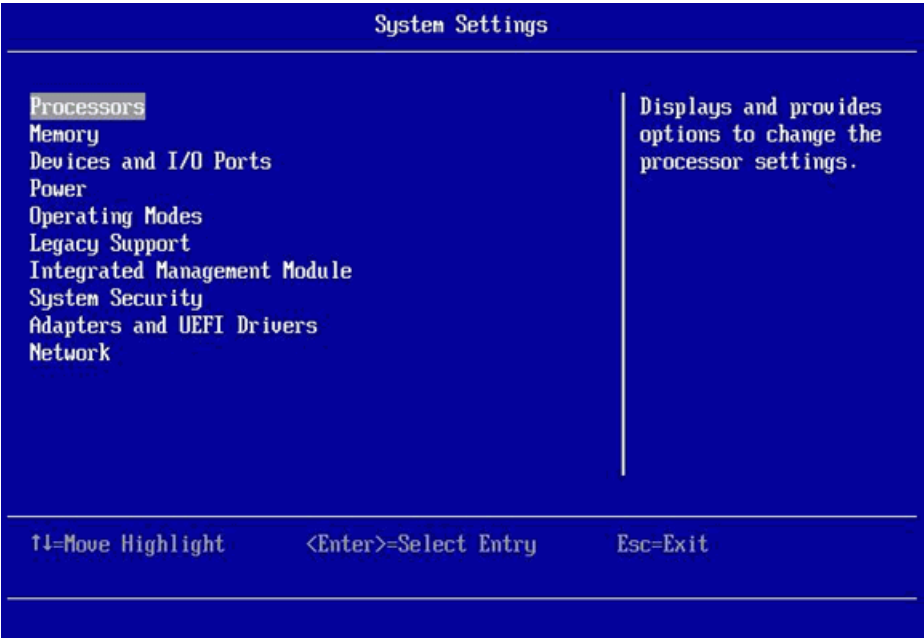 System Settings
Processors
Memory
Devices and I/O Ports
Power
Operating Modes
Legacy Support
Integrated Management Module
System Security
Adapters and UEFI Drivers
Network
Displays and provides
options to change the
processor settings.
↑↓=Move Highlight <Enter>=Select Entry Esc=Exit